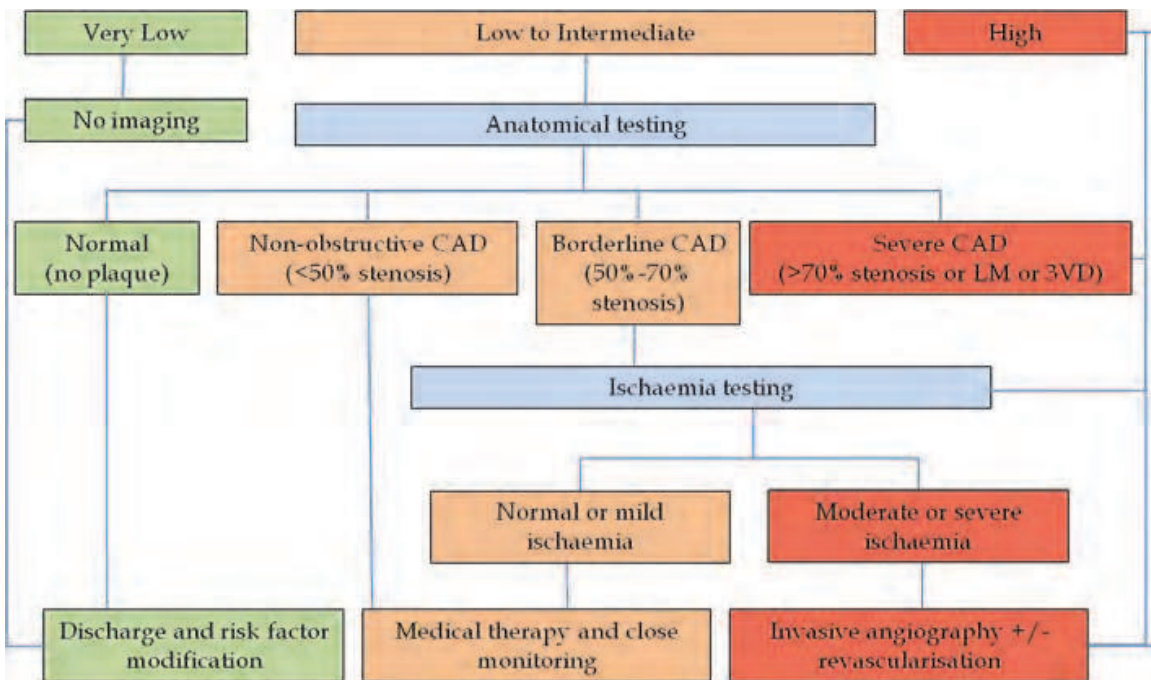 Very Low
Low to Intermediate
High
No imaging
Anatomical testing
Normal
(no plaque)
Non-obstructive CAD
(<50% stenosis)
Borderline CAD
(50%-70%
stenosis)
Severe CAD
(>70% stenosis or LM or 3VD)
Ischaemia testing
Normal or mild
ischaemia
Moderate or severe
ischaemia
Discharge and risk factor
modification
Medical therapy and close
monitoring
Invasive angiography +/-
revascularisation